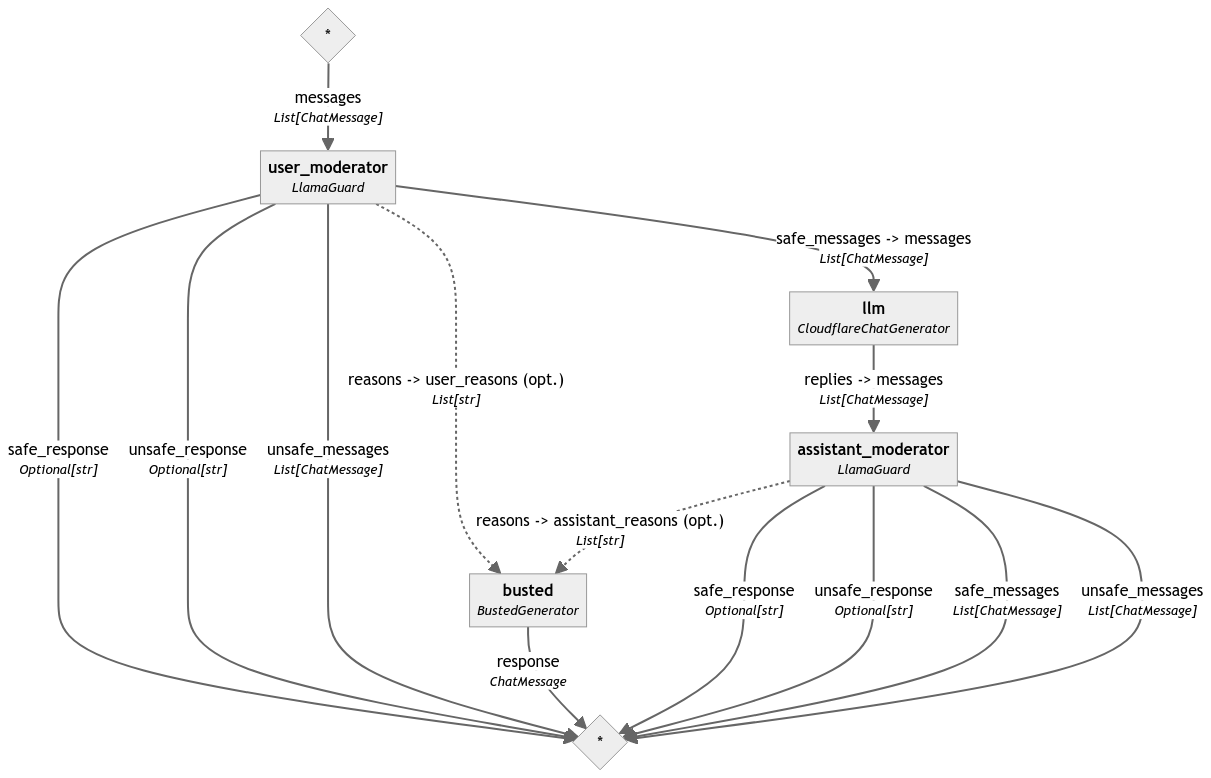 *
messages
List[ChatMessage]
user_moderator
LlamaGuard
safe_messages -> messages
List[ChatMessage]
llm
CloudflareChatGenerator
reasons -> user_reasons (opt.)
List[str]
replies -> messages
List[ChatMessage]
safe_response
Optional[str]
unsafe_response
Optional[str]
unsafe_messages
List[ChatMessage]
assistant_moderator
LlamaGuard
reasons -> assistant_reasons (opt.)
List[str]
busted
BustedGenerator
safe_response
Optional[str]
unsafe_response
Optional[str]
safe_messages
List[ChatMessage]
unsafe_messages
List[ChatMessage]
response
ChatMessage
*